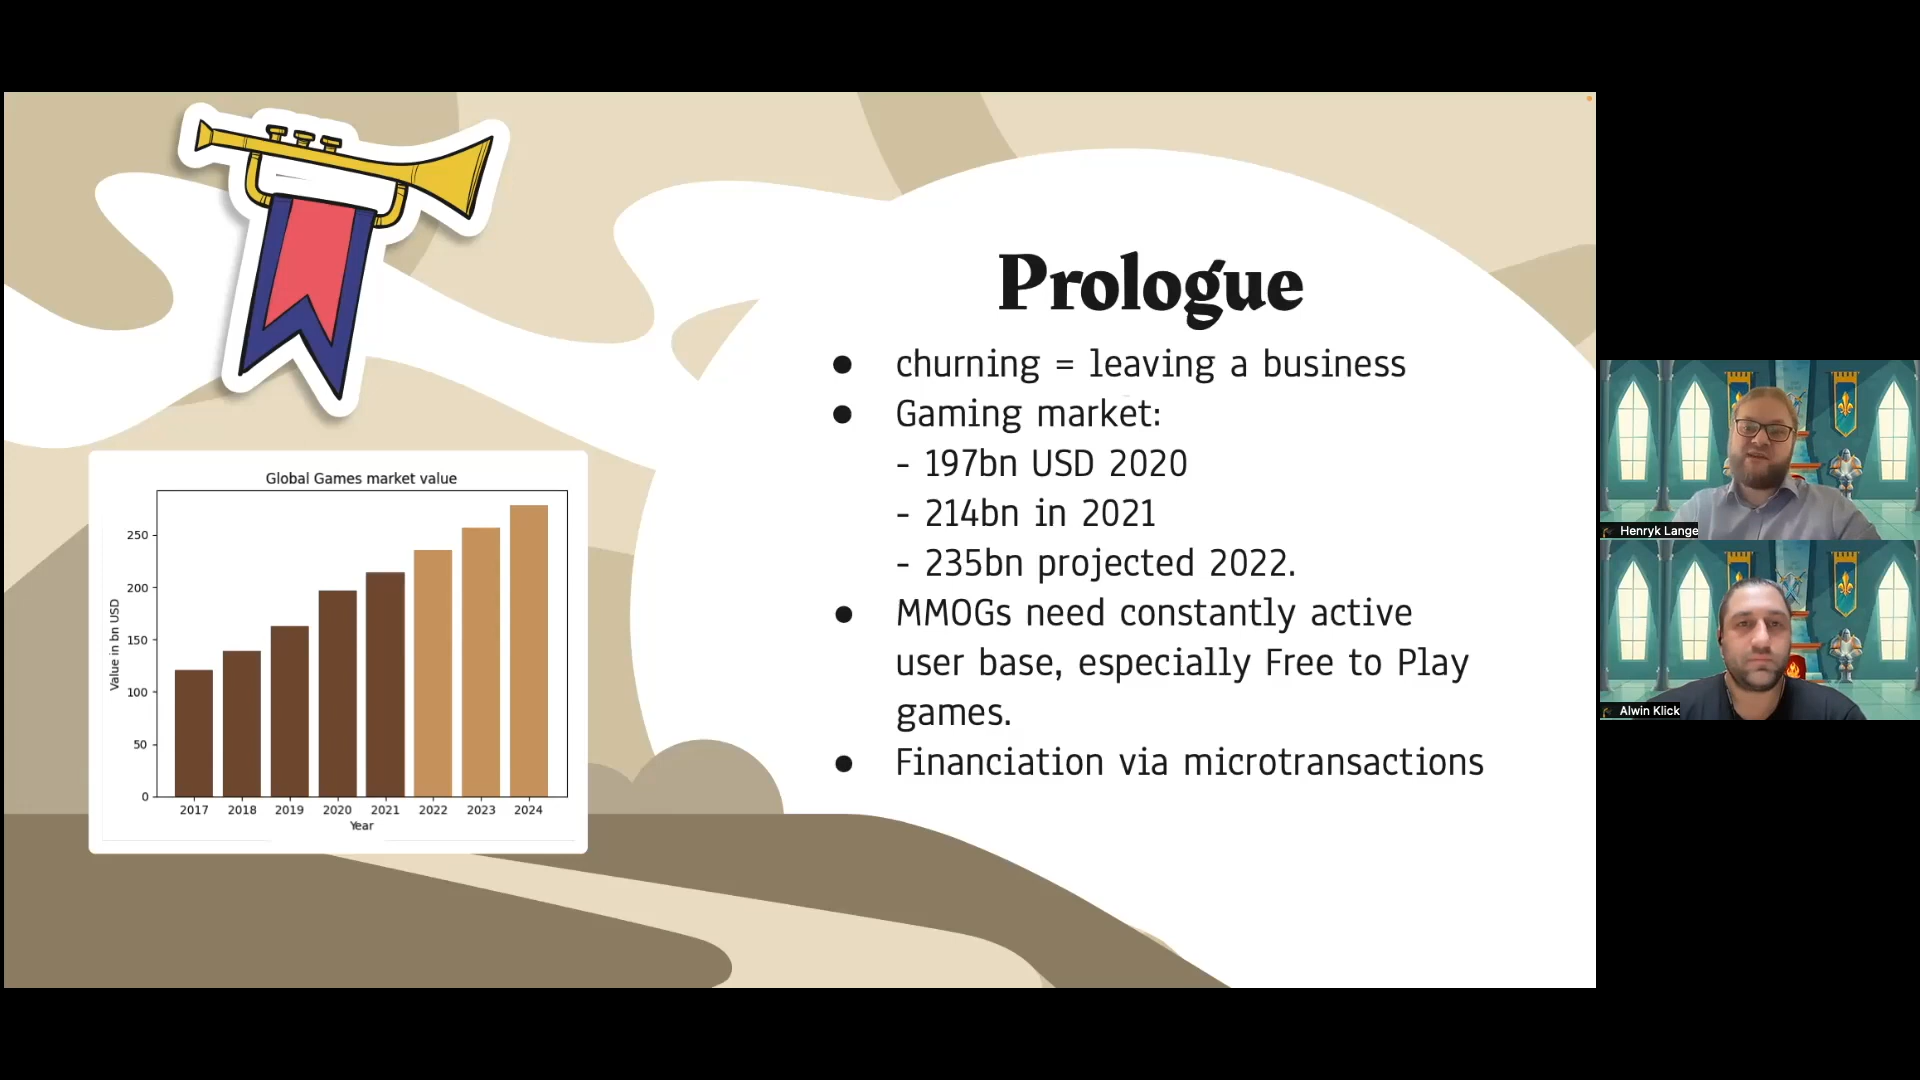 Prologue
● churning = leaving a business
● Gaming market:
- 197bn USD 2020
- 214bn in 2021
- 235bn projected 2022.
● MMOGs need constantly active
user base, especially Free to Play
games.
● Financiation via microtransactions
Global Games market value
Value in bn USD
250
200
150
100
50
0
2017 2018 2019 2020 2021 2022 2023 2024
Year
Henryk Lange
Alwin Klick